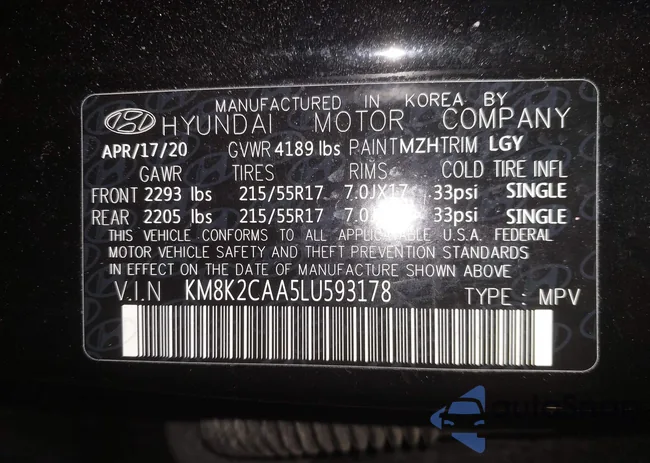 MANUFACTURED IN KOREA BY
HYUNDAI MOTOR COMPANY
APR/17/20 GVWR 4189 lbs PAINT MZH TRIM LGY
GAWR TIRES RIMS COLD TIRE INFL
FRONT 2293 lbs 215/55R17 7.0JX17 33psi SINGLE
REAR 2205 lbs 215/55R17 33psi SINGLE
THIS VEHICLE CONFORMS TO ALL APPLICABLE U.S.A. FEDERAL
MOTOR VEHICLE SAFETY AND THEFT PREVENTION STANDARDS
IN EFFECT ON THE DATE OF MANUFACTURE SHOWN ABOVE
V.I.N KM8K2CAA5LU593178 TYPE : MPV